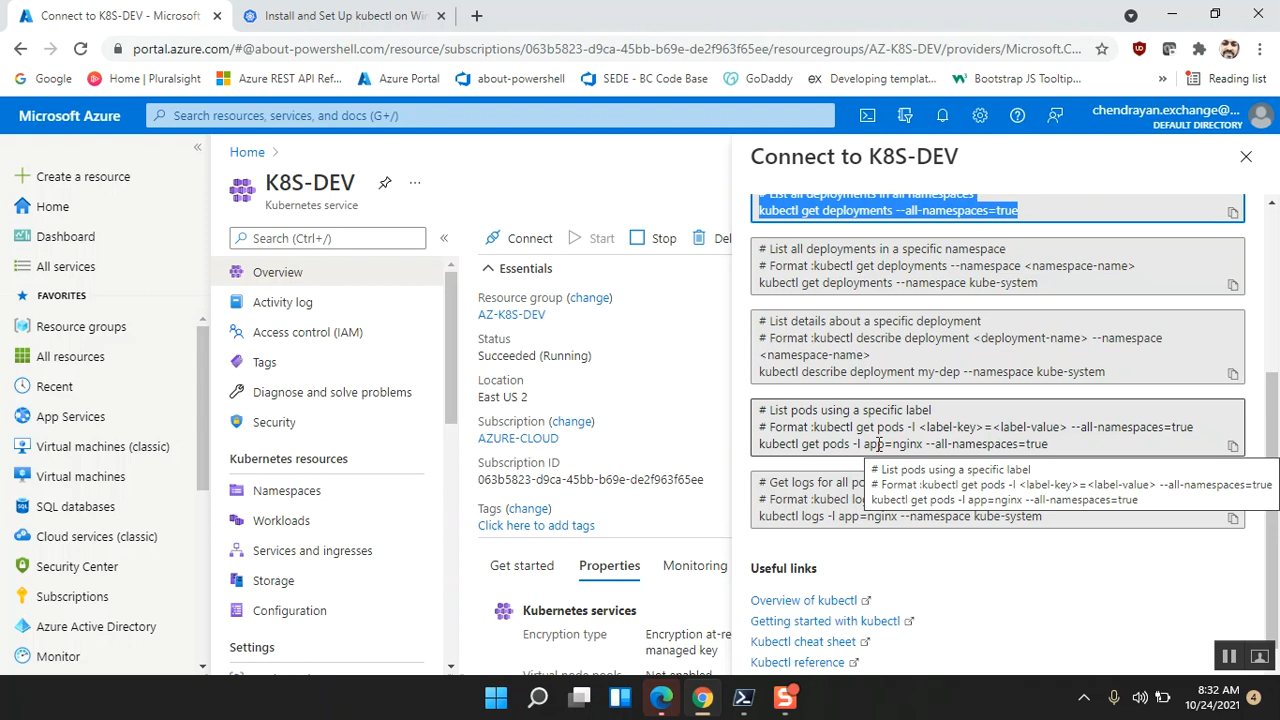 Connect to K8S-DEV - Microsoft
Install and Set Up kubectl on Win
portal.azure.com/#@about-powershell/resource/subscriptions/063b5823-d9ca-45bb-b69e-de2f963f65ee/resourcegroups/AZ-K8S-DEV/providers/Microsoft.C...
Google
Home | Pluralsight
Azure REST API Ref...
Azure Portal
about-powershell
SEDE - BC Code Base
GoDaddy
Developing templat...
Bootstrap JS Tooltip...
Reading list
Microsoft Azure
Search resources, services, and docs (G+/)
chendrayan.exchange@...
DEFAULT DIRECTORY
Create a resource
Home
Dashboard
All services
FAVORITES
Resource groups
All resources
Recent
App Services
Virtual machines (classic)
Virtual machines
SQL databases
Cloud services (classic)
Security Center
Subscriptions
Azure Active Directory
Monitor
Home
K8S-DEV
Kubernetes service
Search (Ctrl+/)
Overview
Activity log
Access control (IAM)
Tags
Diagnose and solve problems
Security
Kubernetes resources
Namespaces
Workloads
Services and ingresses
Storage
Configuration
Settings
Connect
Start
Stop
Del
Essentials
Resource group (change)
AZ-K8S-DEV
Status
Succeeded (Running)
Location
East US 2
Subscription (change)
AZURE-CLOUD
Subscription ID
063b5823-d9ca-45bb-b69e-de2f963f65ee
Tags (change)
Click here to add tags
Get started
Properties
Monitoring
Kubernetes services
Encryption type
Encryption at-re
managed key
Connect to K8S-DEV
# List all deployments in all namespaces
kubectl get deployments --all-namespaces=true
# List all deployments in a specific namespace
# Format :kubectl get deployments --namespace <namespace-name>
kubectl get deployments --namespace kube-system
# List details about a specific deployment
# Format :kubectl describe deployment <deployment-name> --namespace
<namespace-name>
kubectl describe deployment my-dep --namespace kube-system
# List pods using a specific label
# Format :kubectl get pods -l <label-key>=<label-value> --all-namespaces=true
kubectl get pods -l app=nginx --all-namespaces=true
# List pods using a specific label
# Format :kubectl get pods -l <label-key>=<label-value> --all-namespaces=true
kubectl get pods -l app=nginx --all-namespaces=true
# Get logs for all po
# Format :kubecl lo
kubectl logs -l app=nginx --namespace kube-system
Useful links
Overview of kubectl
Getting started with kubectl
Kubectl cheat sheet
Kubectl reference
8:32 AM
10/24/2021
4